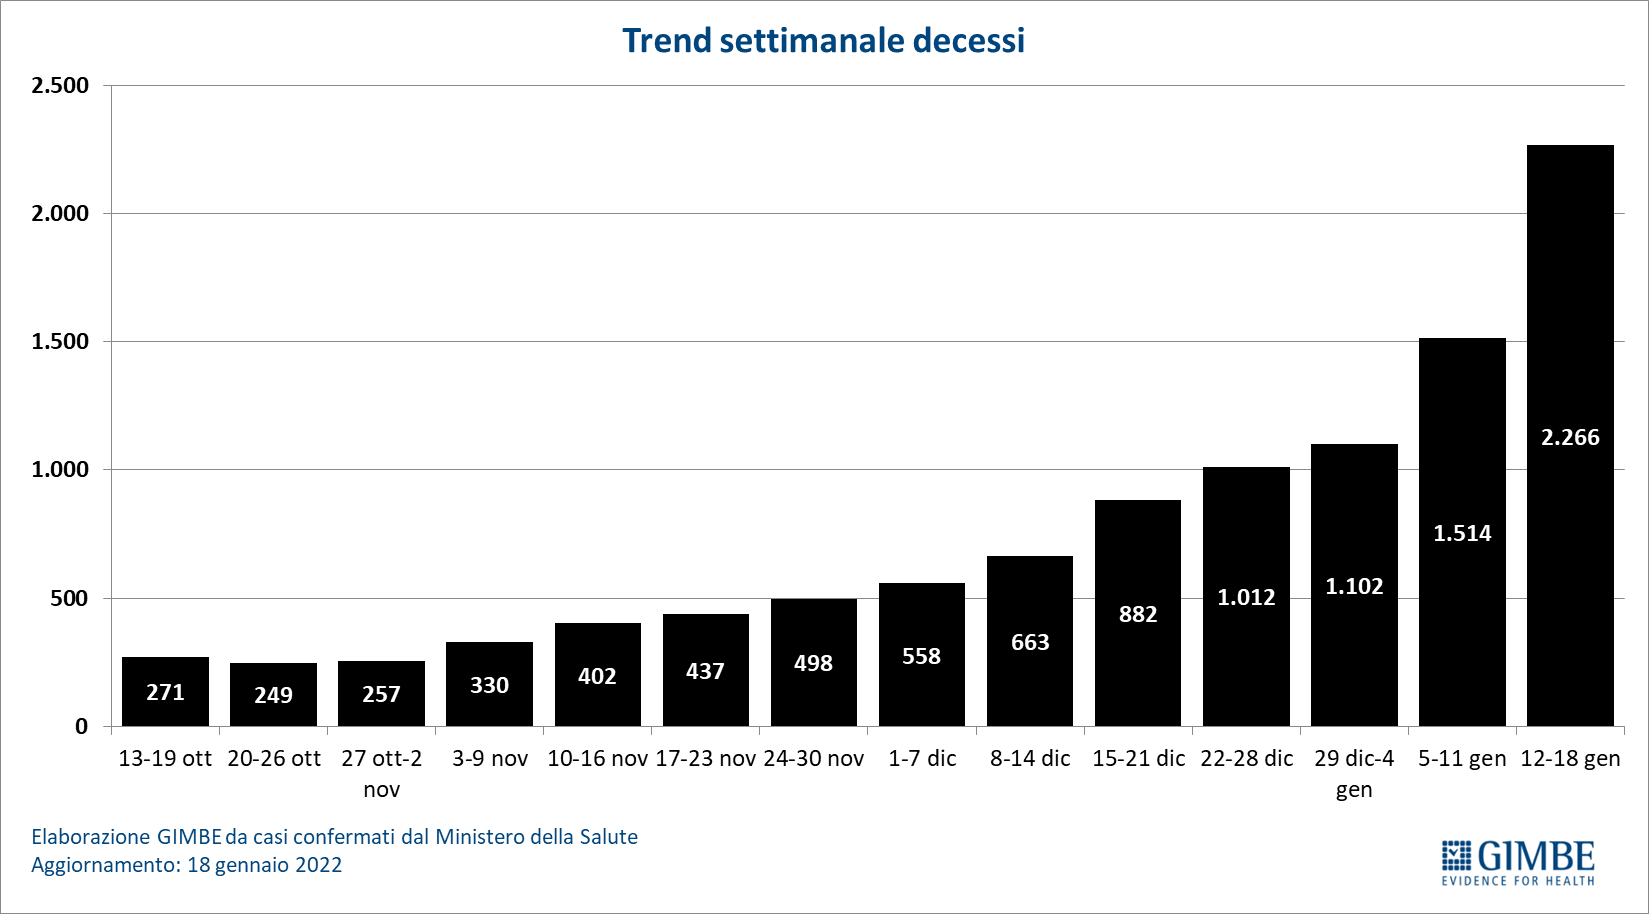 Trend settimanale decessi
2.500
2.000
1.500
1.000
500
0
271
249
257
330
402
437
498
558
663
882
1.012
1.102
1.514
2.266
13-19 ott
20-26 ott
27 ott-2
nov
3-9 nov
10-16 nov
17-23 nov
24-30 nov
1-7 dic
8-14 dic
15-21 dic
22-28 dic
29 dic-4
gen
5-11 gen
12-18 gen
Elaborazione GIMBE da casi confermati dal Ministero della Salute
Aggiornamento: 18 gennaio 2022
GIMBE
EVIDENCE FOR HEALTH